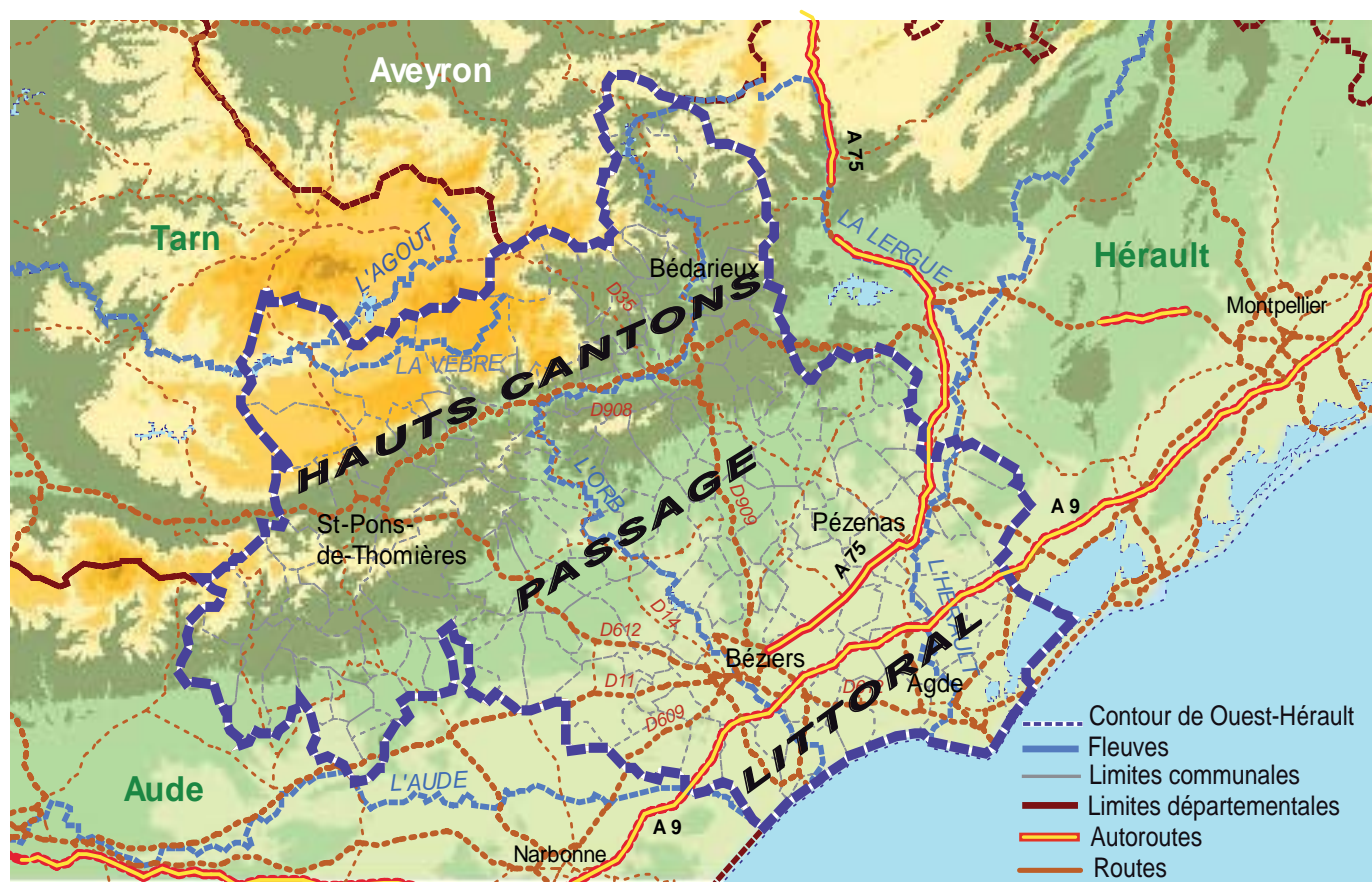 Aveyron
A 75
Tarn
L'AGOUT
LA LERGUE
Hérault
Bédarieux
D35
Montpellier
LA VÈBRE
HAUTS CANTONS
D908
L'ORB
PASSAGE
D909
A 9
St-Pons-
de-Thomières
Pézenas
A 75
L'HERAULT
D14
D612
Béziers
D11
Agde
D609
LITTORAL
Aude
L'AUDE
A 9
Narbonne
Contour de Ouest-Hérault
Fleuves
Limites communales
Limites départementales
Autoroutes
Routes